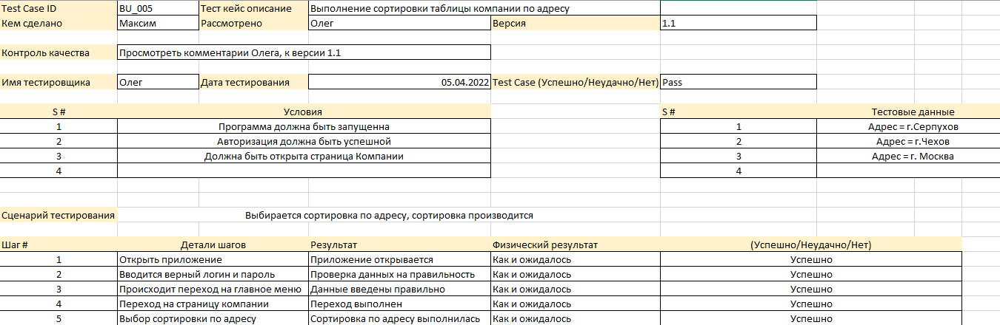 Test Case ID BU_005 Тест кейс описание Выполнение сортировки таблицы компании по адресу
Кем сделано Максим Рассмотрено Олег Версия 1.1
Контроль качества Просмотреть комментарии Олега, к версии 1.1
Имя тестировщика Олег Дата тестирования 05.04.2022 Test Case (Успешно/Неудачно/Нет) Pass
S # Условия S # Тестовые данные
1 Программа должна быть запущенна 1 Адрес = г.Серпухов
2 Авторизация должна быть успешной 2 Адрес = г.Чехов
3 Должна быть открыта страница Компании 3 Адрес = г. Москва
4 4
Сценарий тестирования Выбирается сортировка по адресу, сортировка производится
Шаг # Детали шагов Результат Физический результат (Успешно/Неудачно/Нет)
1 Открыть приложение Приложение открывается Как и ожидалось Успешно
2 Вводится верный логин и пароль Проверка данных на правильность Как и ожидалось Успешно
3 Происходит переход на главное меню Данные введены правильно Как и ожидалось Успешно
4 Переход на страницу компании Переход выполнен Как и ожидалось Успешно
5 Выбор сортировки по адресу Сортировка по адресу выполнилась Как и ожидалось Успешно